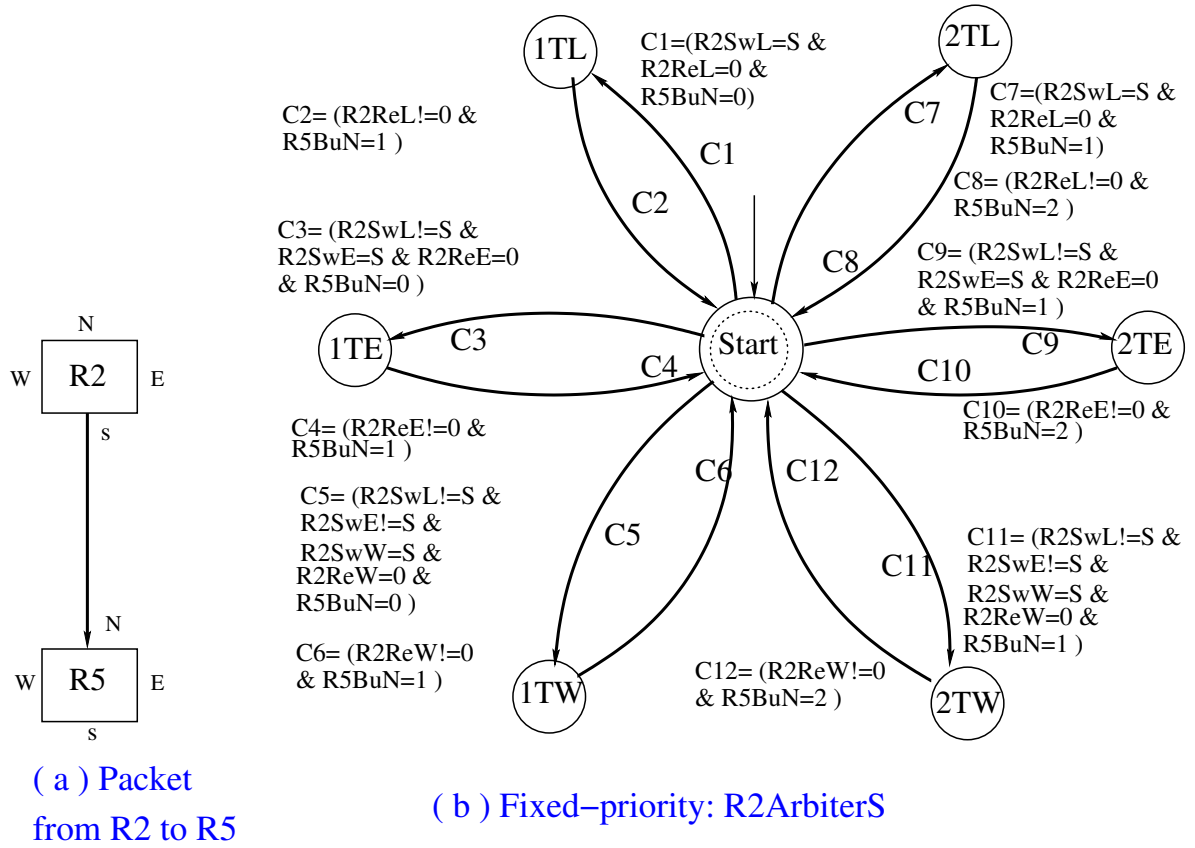 N
W
R2
E
s
N
W
R5
E
s
( a ) Packet
from R2 to R5
1TL
C1=(R2SwL=S &
R2ReL=0 &
R5BuN=0)
2TL
C7=(R2SwL=S &
R2ReL=0 &
R5BuN=1)
C2= (R2ReL!=0 &
R5BuN=1 )
C1
C7
C2
C8
C8= (R2ReL!=0 &
R5BuN=2 )
C3= (R2SwL!=S &
R2SwE=S & R2ReE=0
& R5BuN=0 )
C9= (R2SwL!=S &
R2SwE=S & R2ReE=0
& R5BuN=1 )
1TE
C3
C4
Start
C9
C10
2TE
C4= (R2ReE!=0 &
R5BuN=1 )
C10= (R2ReE!=0 &
R5BuN=2 )
C5= (R2SwL!=S &
R2SwE!=S &
R2SwW=S &
R2ReW=0 &
R5BuN=0 )
C5
C6
C12
C11
C11= (R2SwL!=S &
R2SwE!=S &
R2SwW=S &
R2ReW=0 &
R5BuN=1 )
C6= (R2ReW!=0
& R5BuN=1 )
1TW
C12= (R2ReW!=0
& R5BuN=2 )
2TW
( b ) Fixed−priority: R2ArbiterS